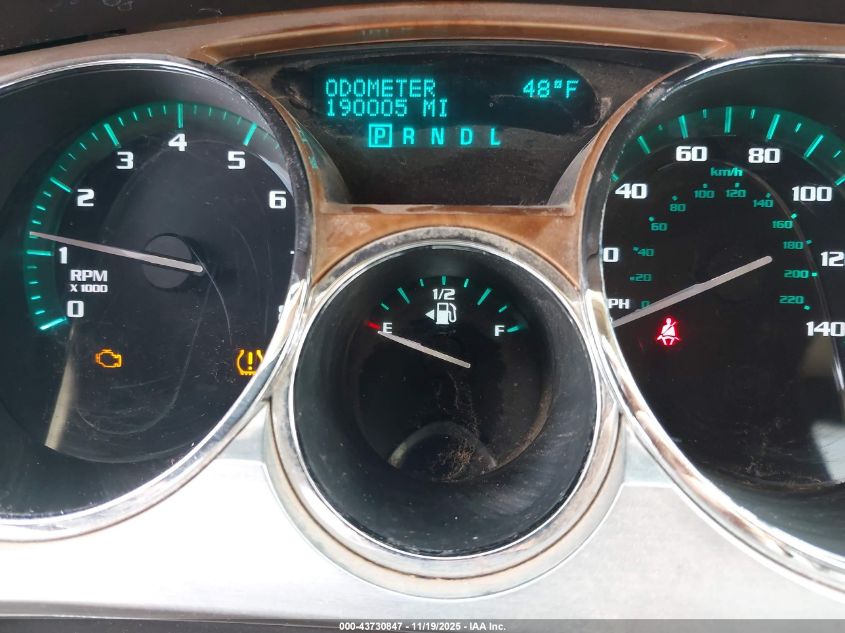 ODOMETER 48°F
190005 MI
P R N D L
0 1 2 3 4 5 6
RPM
X 1000
E 1/2 F
40 60 80 100 120 140
km/h
0 20 40 60 80 100 120 140 160 180 200 220
000-43730847 - 11/19/2025 - IAA Inc.